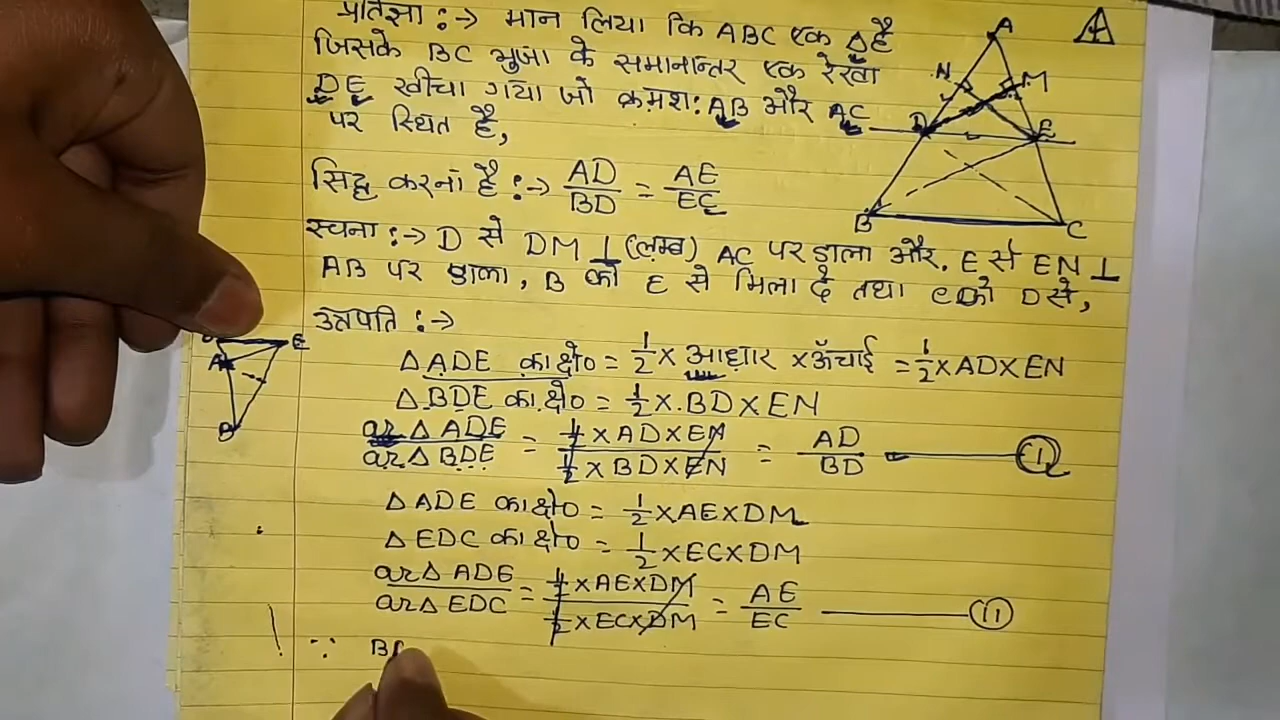 प्रतिज्ञा :→ मान लिया कि ABC एक Δ है
जिसके BC भुजा के समानान्तर एक रेखा
DE खींचा गया जो क्रमश: AB और AC
पर स्थित है,
सिद्ध करना है :→ AD/BD = AE/EC
रचना :→ D से DM ⊥ (लम्ब) AC पर डाला और. E से EN ⊥
AB पर डाला, B को E से मिला दे तथा C को D से,
उत्तपति :→
Δ ADE का क्षे० = 1/2 × आधार × ऊँचाई = 1/2 × AD × EN
Δ BDE का क्षे० = 1/2 × BD × EN
ar Δ ADE / ar Δ BDE = 1/2 × AD × EN / 1/2 × BD × EN = AD/BD — (1)
Δ ADE का क्षे० = 1/2 × AE × DM
Δ EDC का क्षे० = 1/2 × EC × DM
ar Δ ADE / ar Δ EDC = 1/2 × AE × DM / 1/2 × EC × DM = AE/EC — (11)
∵ B
A
N
M
D
E
B
C
E
A
B